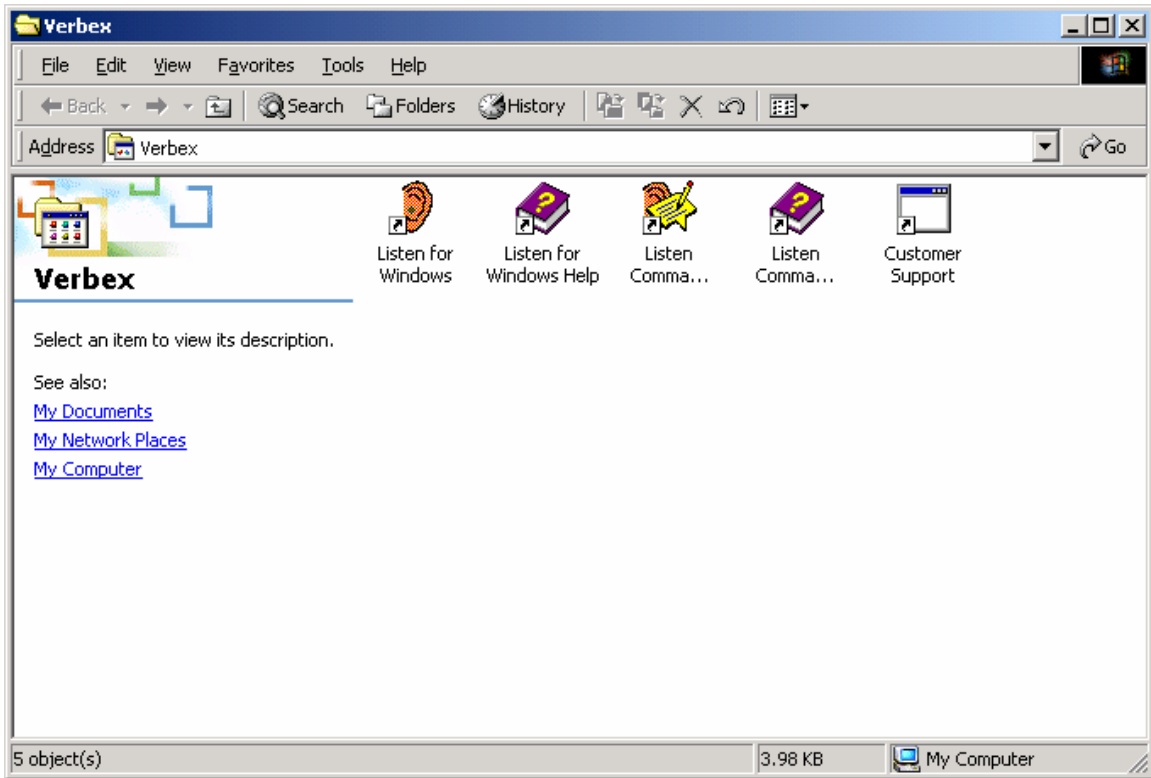 Verbex
File Edit View Favorites Tools Help
Back Search Folders History
Address Verbex Go
Listen for Windows
Listen for Windows Help
Listen Comma...
Listen Comma...
Customer Support
Verbex
Select an item to view its description.
See also:
My Documents
My Network Places
My Computer
5 object(s) 3.98 KB My Computer